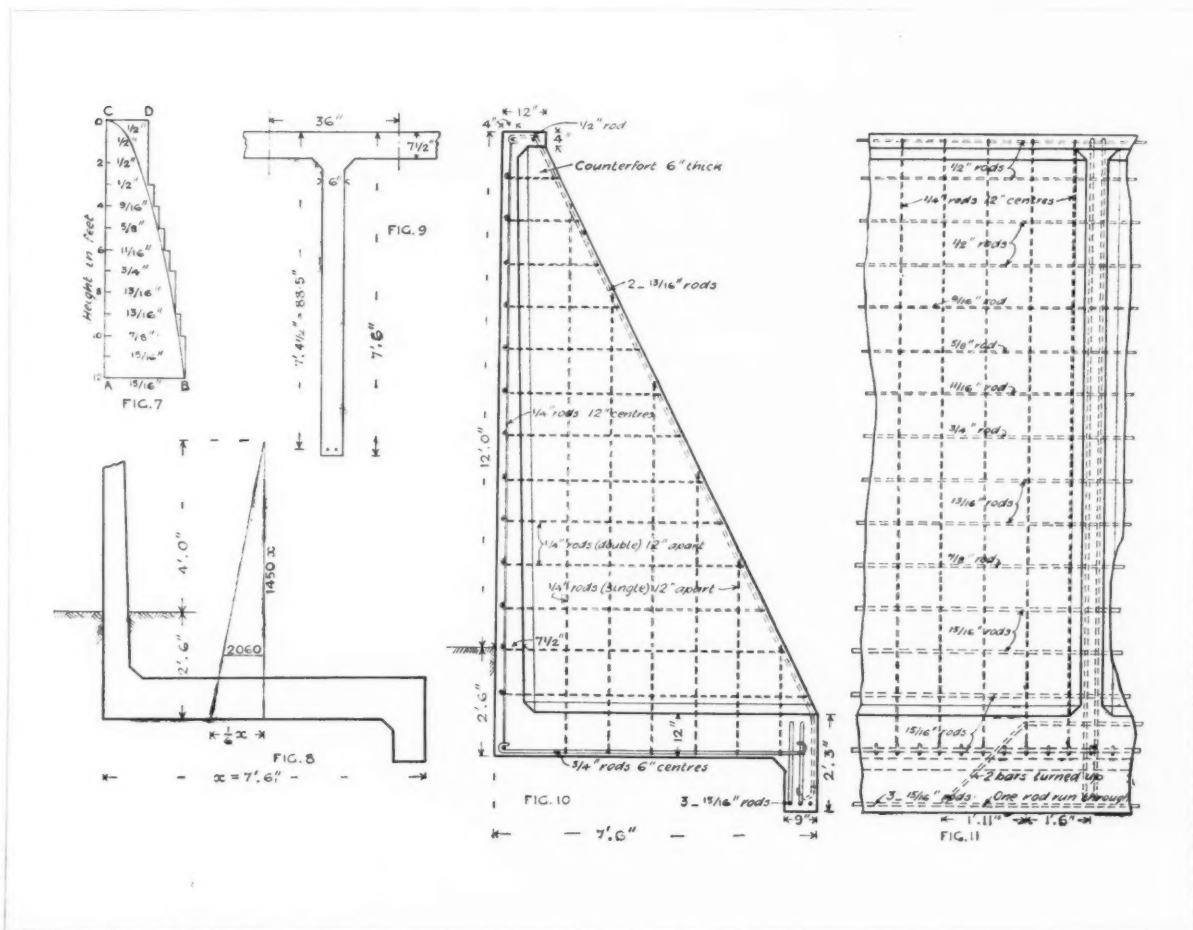 C D
0
1/2"
1/2"
2
1/2"
1/2"
4
9/16"
5/8"
6
11/16"
3/4"
8
13/16"
13/16"
10
7/8"
15/16"
12
15/16"
A B
Height in feet
FIG. 7
36"
7 1/2"
6"
FIG. 9
7'. 4 1/2" = 88.5"
7'. 6"
4'. 0"
1450 x
2'. 6"
2060
1/6 x
FIG. 8
x = 7'. 6"
12"
4"
1/2" rod
4"
Counterfort 6" thick
2 - 13/16" rods
1/4" rods 12" centres
12'. 0"
1/4" rods (double) 12" apart
1/4" rods (single) 12" apart
7 1/2"
2'. 6"
12"
2'. 3"
3/4" rods 6" centres
FIG. 10
3 - 15/16" rods
9"
7'. 6"
1/2" rods
1/4" rods 12" centres
1/2" rods
9/16" rod
5/8" rod
11/16" rod
3/4" rod
13/16" rods
7/8" rod
15/16" rods
15/16" rods
2 bars turned up
3 - 15/16" rods. One rod run through
1'. 11" 1'. 6"
FIG. 11